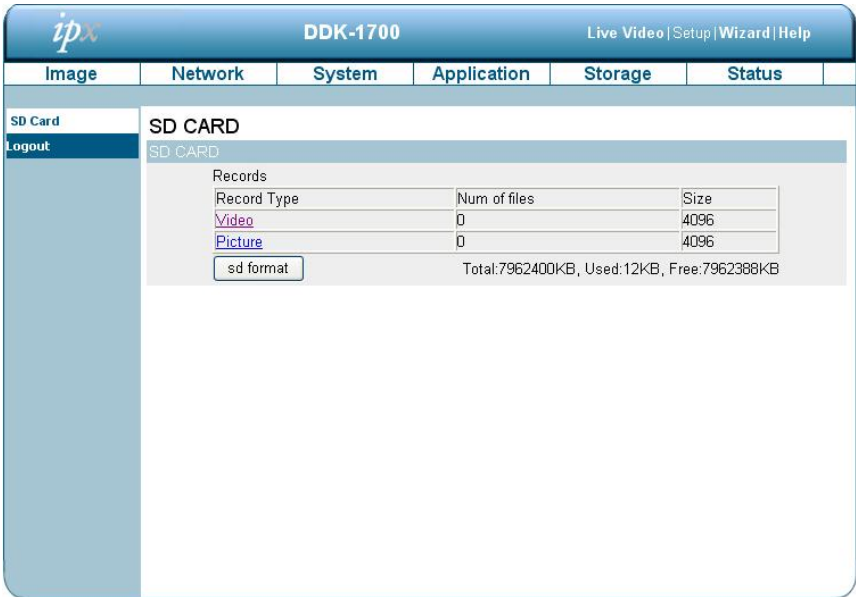 ipx DDK-1700 Live Video | Setup | Wizard | Help
Image Network System Application Storage Status
SD Card
Logout
SD CARD
SD CARD
Records
Record Type Num of files Size
Video 0 4096
Picture 0 4096
sd format Total:7962400KB, Used:12KB, Free:7962388KB